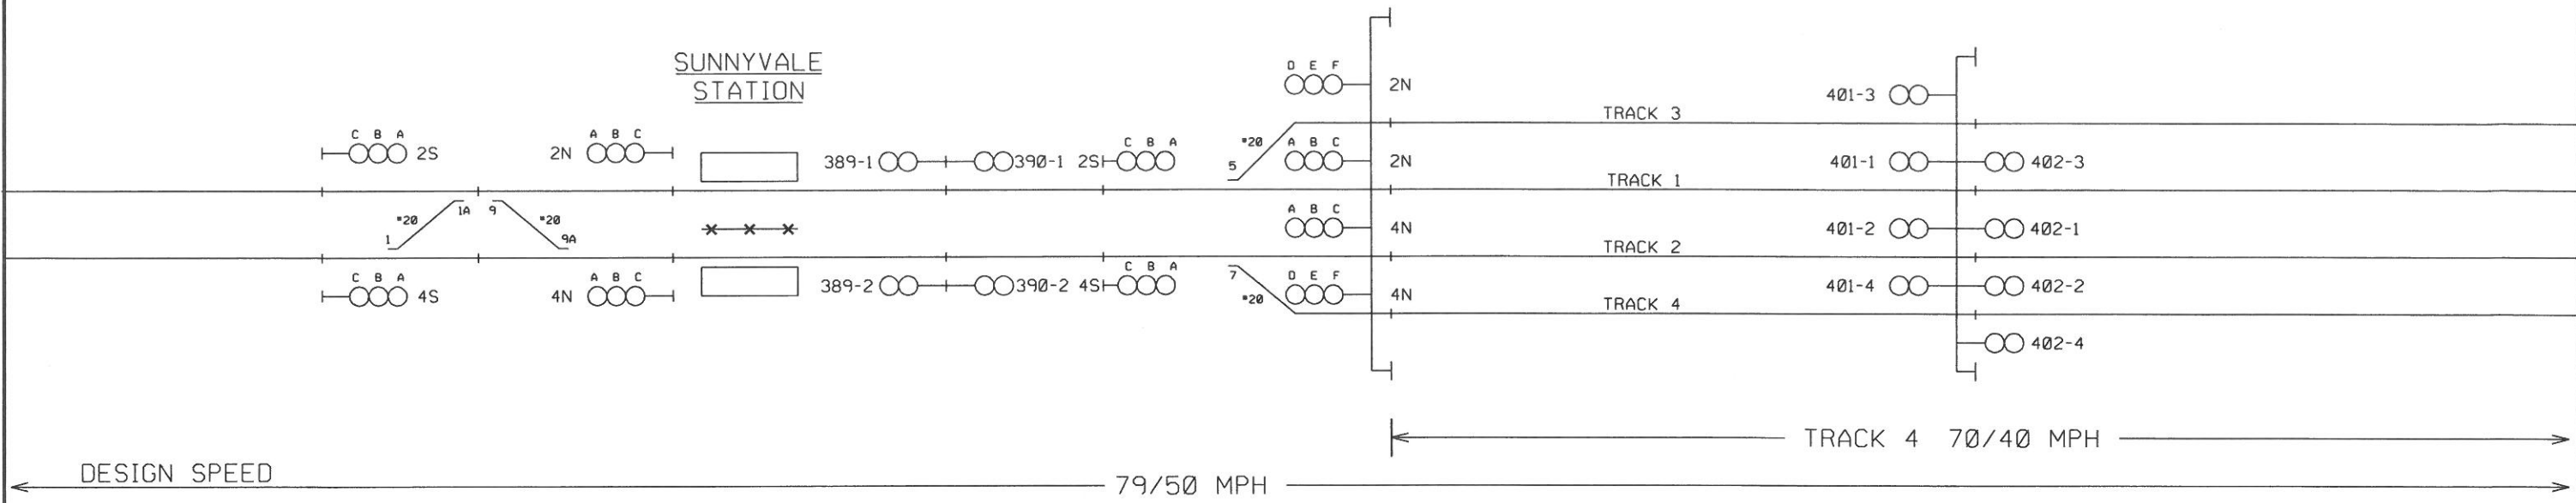 SUNNYVALE
STATION
D E F
2N
401-3
TRACK 3
C B A
2S
A B C
2N
389-1
390-1
C B A
2S
"20
5
A B C
2N
401-1
402-3
TRACK 1
"20
1
1A
9
"20
9A
A B C
4N
401-2
402-1
TRACK 2
C B A
4S
A B C
4N
389-2
390-2
C B A
4S
7
"20
D E F
4N
401-4
402-2
TRACK 4
402-4
TRACK 4 70/40 MPH
DESIGN SPEED
79/50 MPH